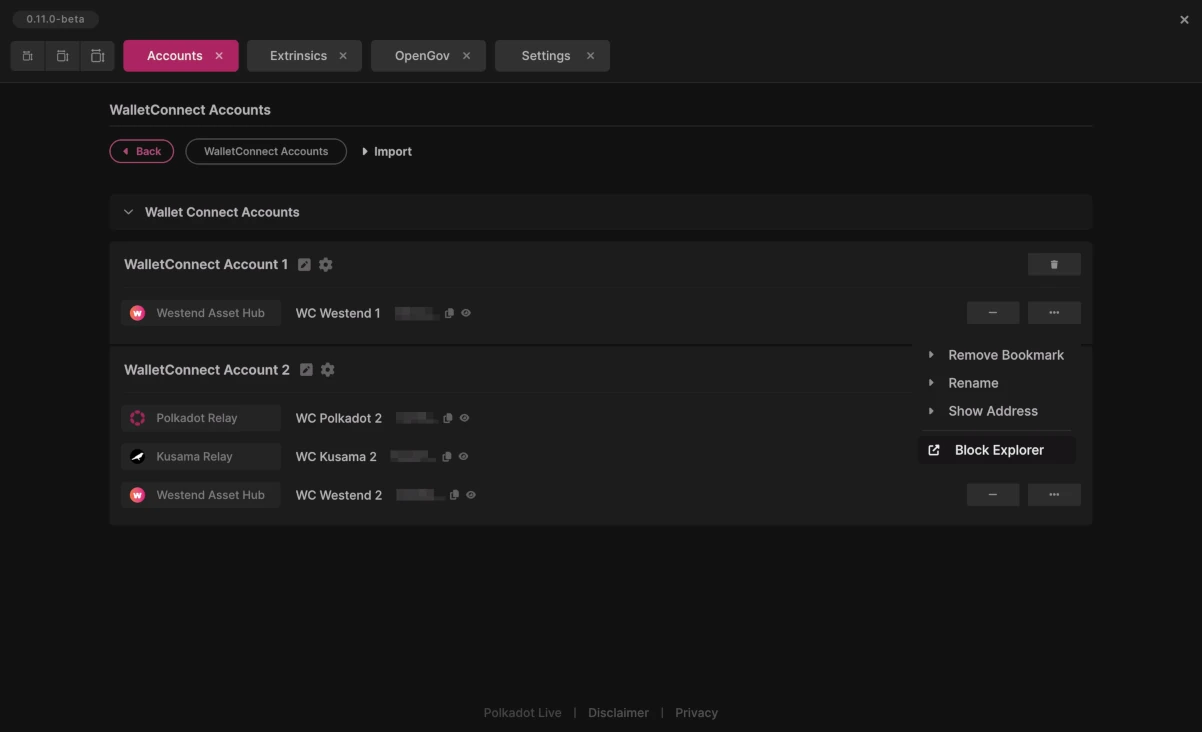 0.11.0-beta
Accounts
Extrinsics
OpenGov
Settings
WalletConnect Accounts
Back
WalletConnect Accounts
Import
Wallet Connect Accounts
WalletConnect Account 1
Westend Asset Hub
WC Westend 1
WalletConnect Account 2
Remove Bookmark
Rename
Show Address
Block Explorer
Polkadot Relay
WC Polkadot 2
Kusama Relay
WC Kusama 2
Westend Asset Hub
WC Westend 2
Polkadot Live | Disclaimer | Privacy